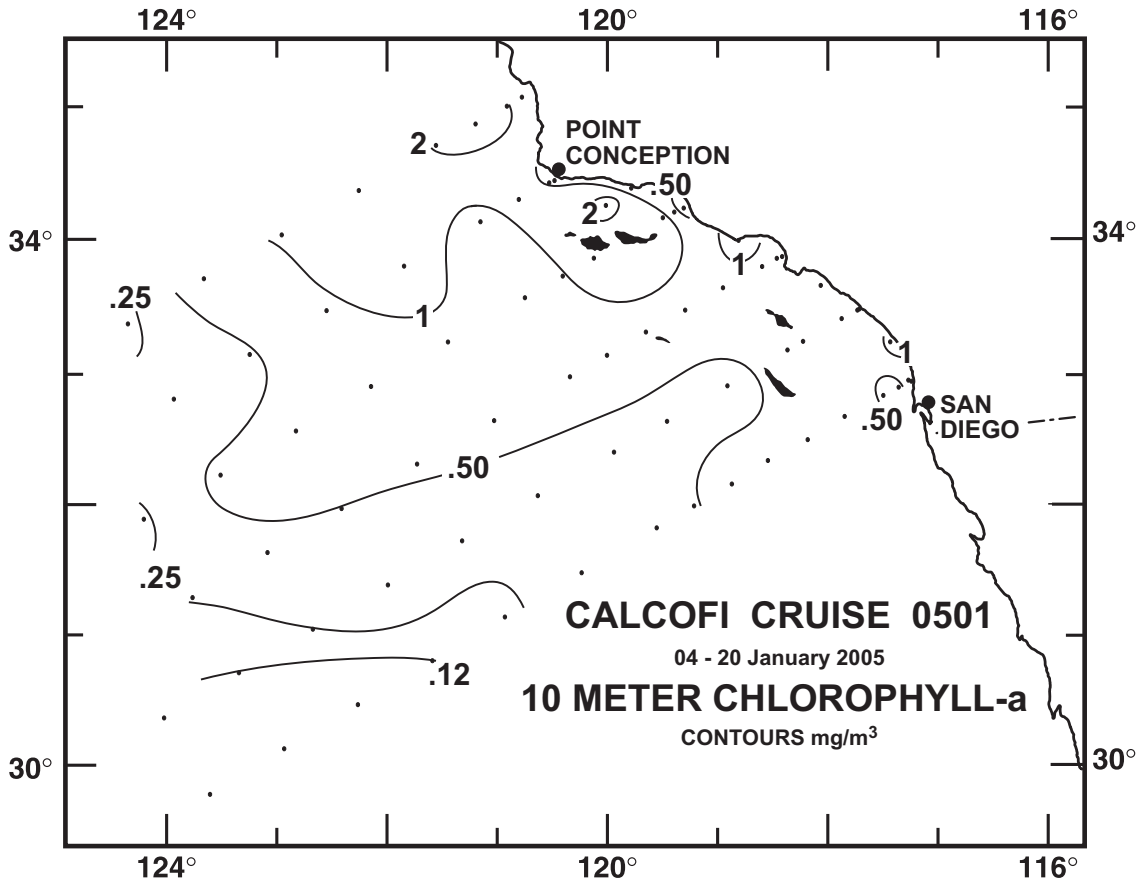 124° 120° 116°
POINT
CONCEPTION
2
.50
2
34° 34°
1
.25
1
1
.50
SAN
DIEGO
.50
.25
CALCOFI CRUISE 0501
04 - 20 January 2005
.12
10 METER CHLOROPHYLL-a
CONTOURS mg/m³
30° 30°
124° 120° 116°